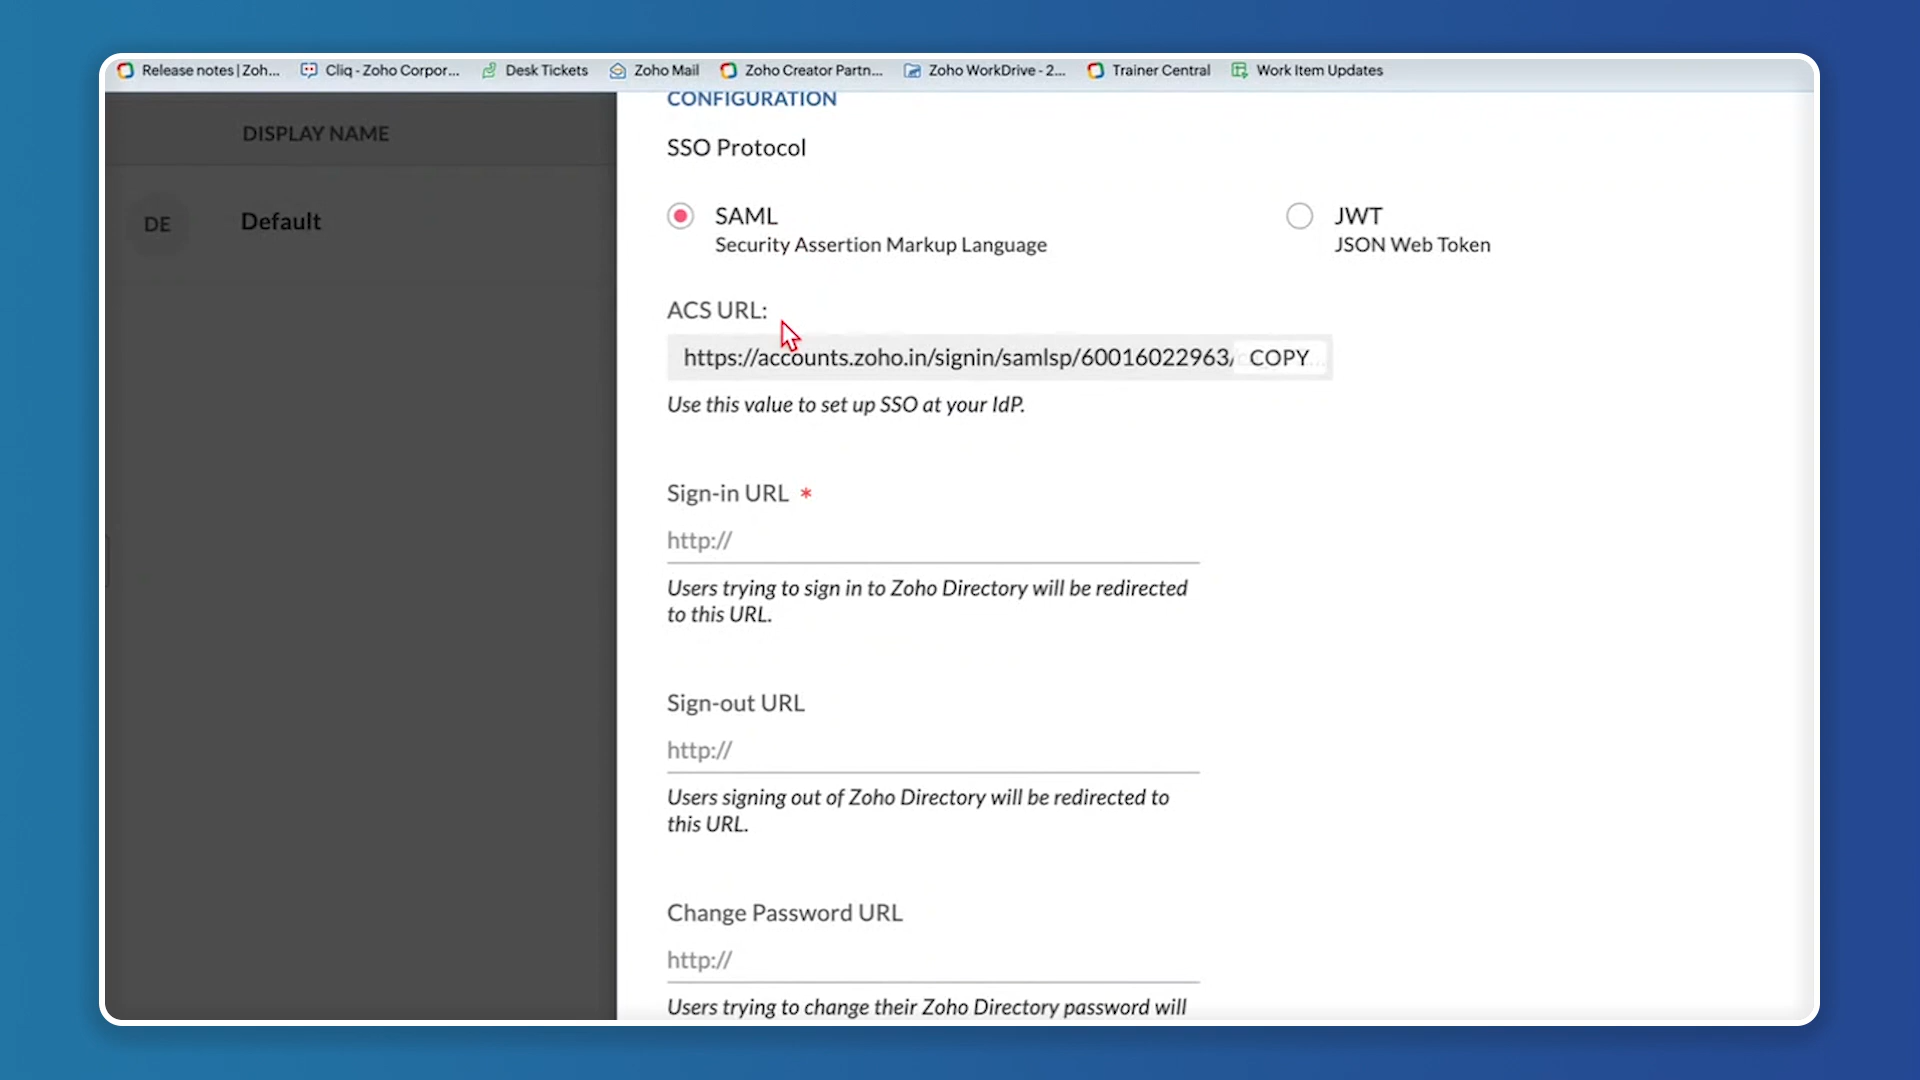 Release notes | Zoh... Cliq - Zoho Corpor... Desk Tickets Zoho Mail Zoho Creator Partn... Zoho WorkDrive - 2... Trainer Central Work Item Updates
CONFIGURATION
DISPLAY NAME
SSO Protocol
DE Default
SAML
Security Assertion Markup Language
JWT
JSON Web Token
ACS URL:
https://accounts.zoho.in/signin/samlsp/60016022963/ COPY
Use this value to set up SSO at your IdP.
Sign-in URL *
http://
Users trying to sign in to Zoho Directory will be redirected
to this URL.
Sign-out URL
http://
Users signing out of Zoho Directory will be redirected to
this URL.
Change Password URL
http://
Users trying to change their Zoho Directory password will